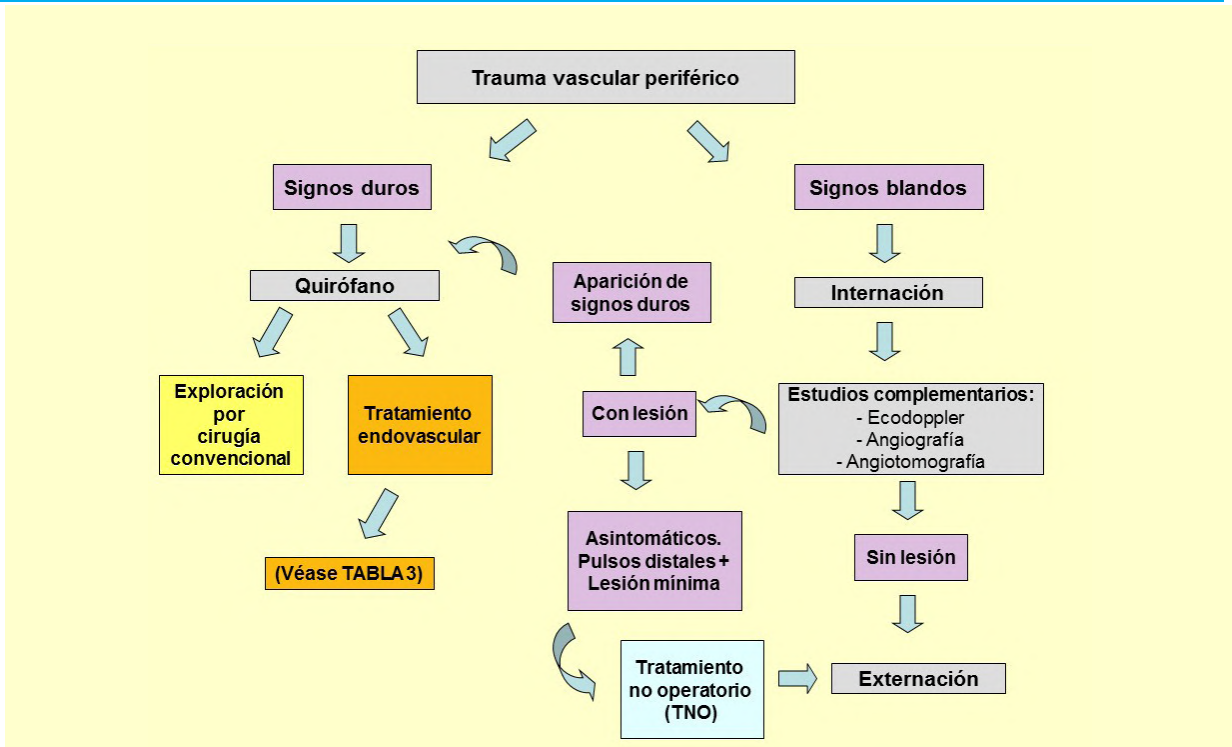 Trauma vascular periférico
Signos duros
Signos blandos
Quirófano
Aparición de
signos duros
Internación
Exploración
por
cirugía
convencional
Tratamiento
endovascular
Con lesión
Estudios complementarios:
- Ecodoppler
- Angiografía
- Angiotomografía
(Véase TABLA 3)
Asintomáticos.
Pulsos distales +
Lesión mínima
Sin lesión
Tratamiento
no operatorio
(TNO)
Externación